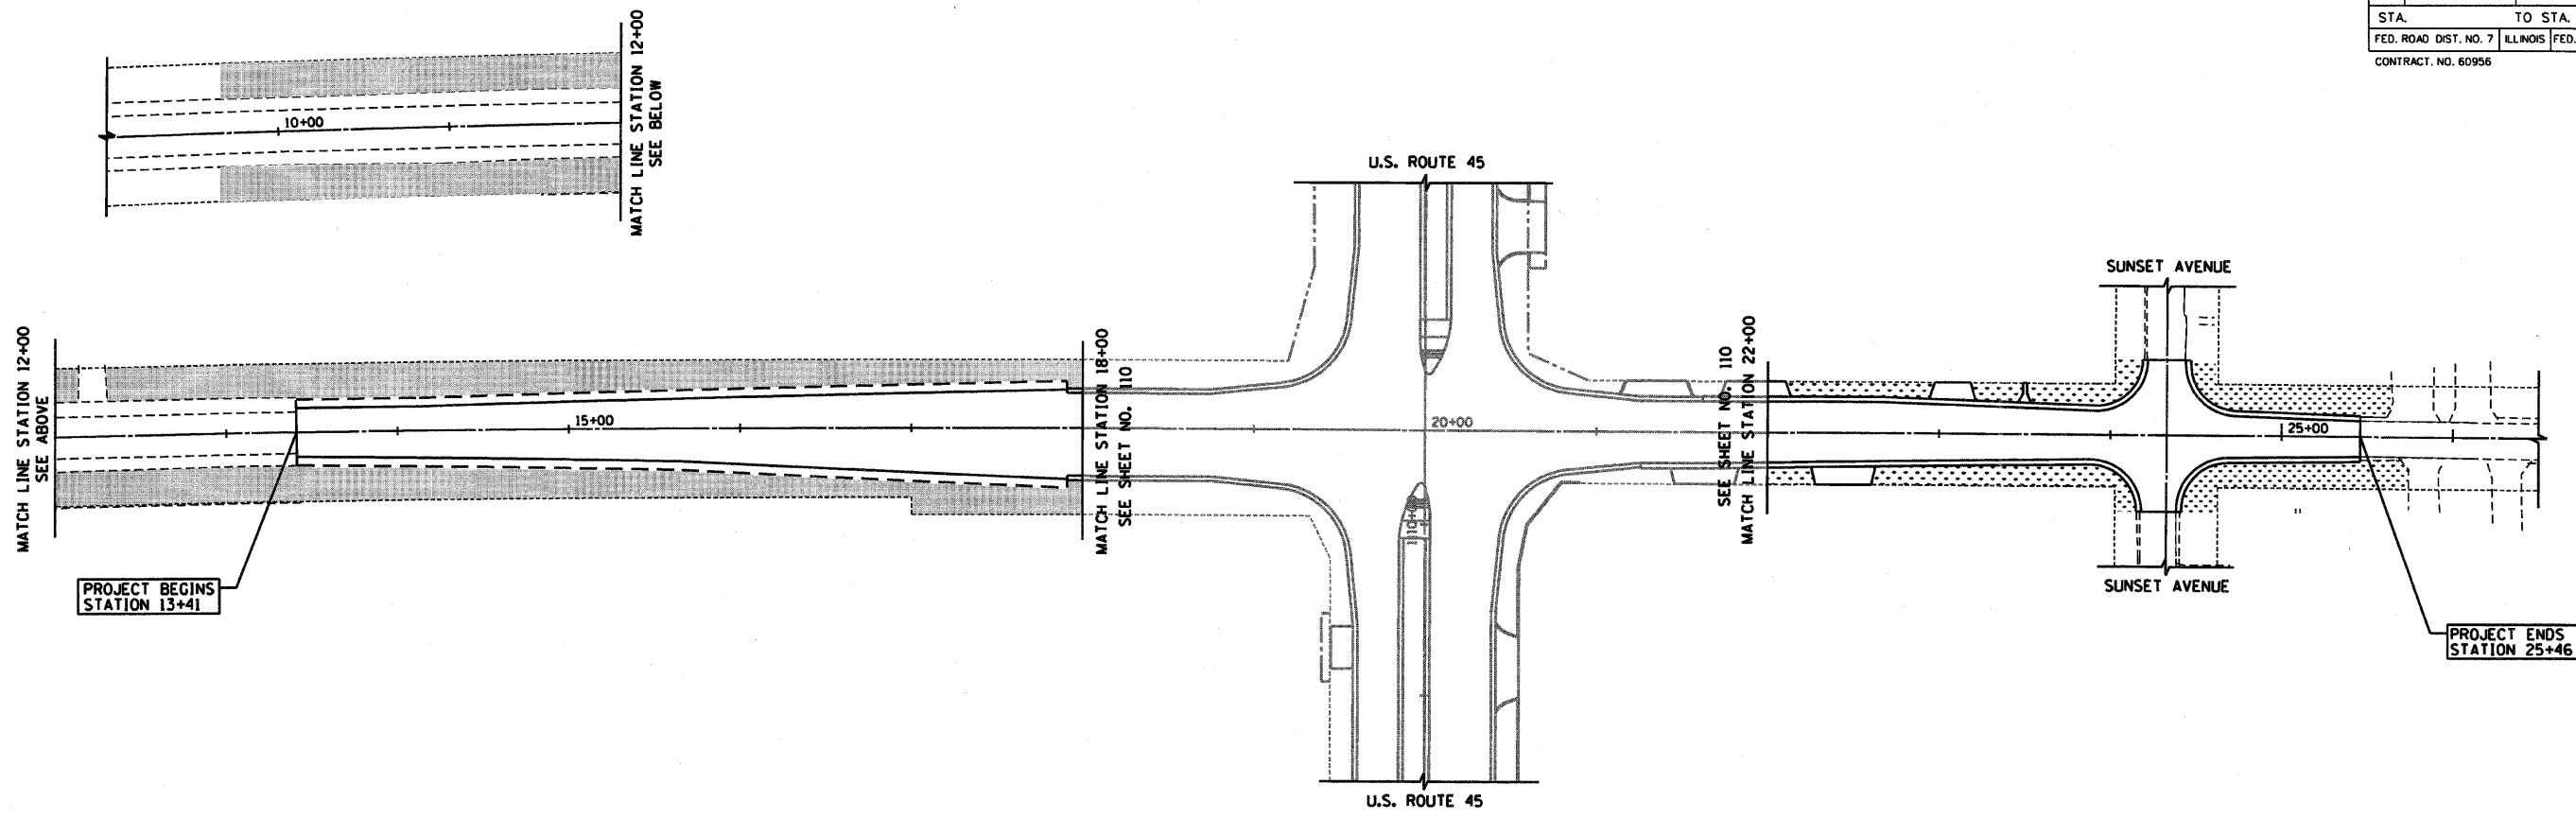 STA. TO STA.
FED. ROAD DIST. NO. 7 ILLINOIS FED.
CONTRACT. NO. 60956
10+00
MATCH LINE STATION 12+00
SEE BELOW
U.S. ROUTE 45
SUNSET AVENUE
MATCH LINE STATION 12+00
SEE ABOVE
15+00
MATCH LINE STATION 18+00
SEE SHEET NO. 110
20+00
SEE SHEET NO. 110
MATCH LINE STATION 22+00
25+00
SUNSET AVENUE
PROJECT BEGINS
STATION 13+41
PROJECT ENDS
STATION 25+46
U.S. ROUTE 45